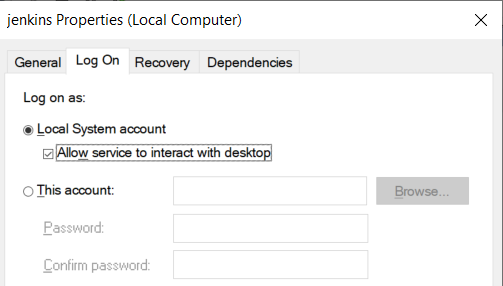 jenkins Properties (Local Computer)
General Log On Recovery Dependencies
Log on as:
Local System account
Allow service to interact with desktop
This account:
Browse...
Password:
Confirm password: